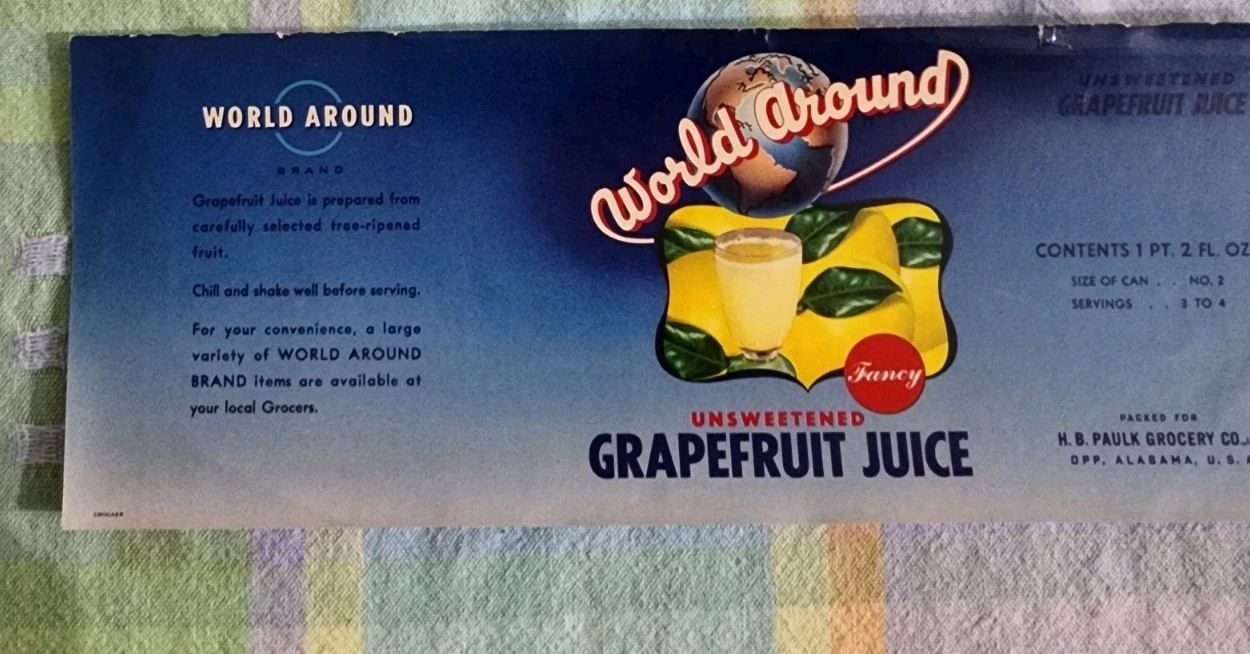 WORLD AROUND
BRAND
Grapefruit Juice is prepared from
carefully selected tree-ripened
fruit.
Chill and shake well before serving.
For your convenience, a large
variety of WORLD AROUND
BRAND items are available at
your local Grocers.
CROCKER
World Around
Fancy
UNSWEETENED
GRAPEFRUIT JUICE
UNSWEETENED
GRAPEFRUIT JUICE
CONTENTS 1 PT. 2 FL. OZ
SIZE OF CAN . . NO. 2
SERVINGS . . 3 TO 4
PACKED FOR
H. B. PAULK GROCERY CO.
OPP, ALABAMA, U. S.